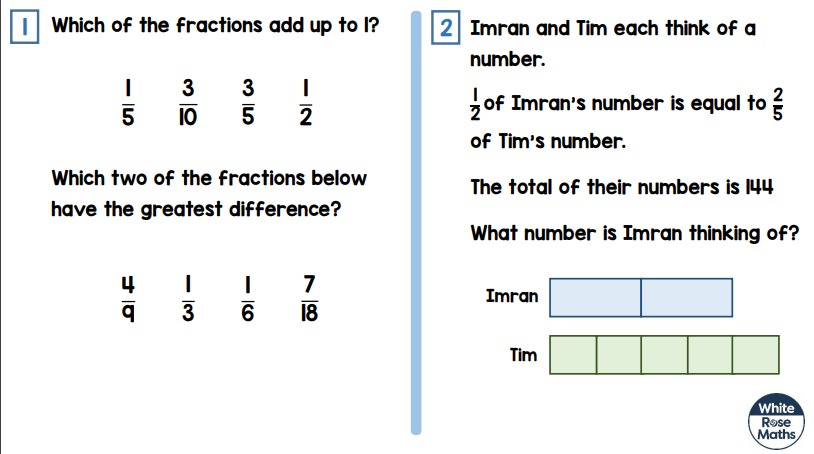 1 Which of the fractions add up to 1?
1/5 3/10 3/5 1/2
Which two of the fractions below
have the greatest difference?
4/9 1/3 1/6 7/18
2 Imran and Tim each think of a
number.
1/2 of Imran's number is equal to 2/5
of Tim's number.
The total of their numbers is 144
What number is Imran thinking of?
Imran
Tim
White
Rose
Maths